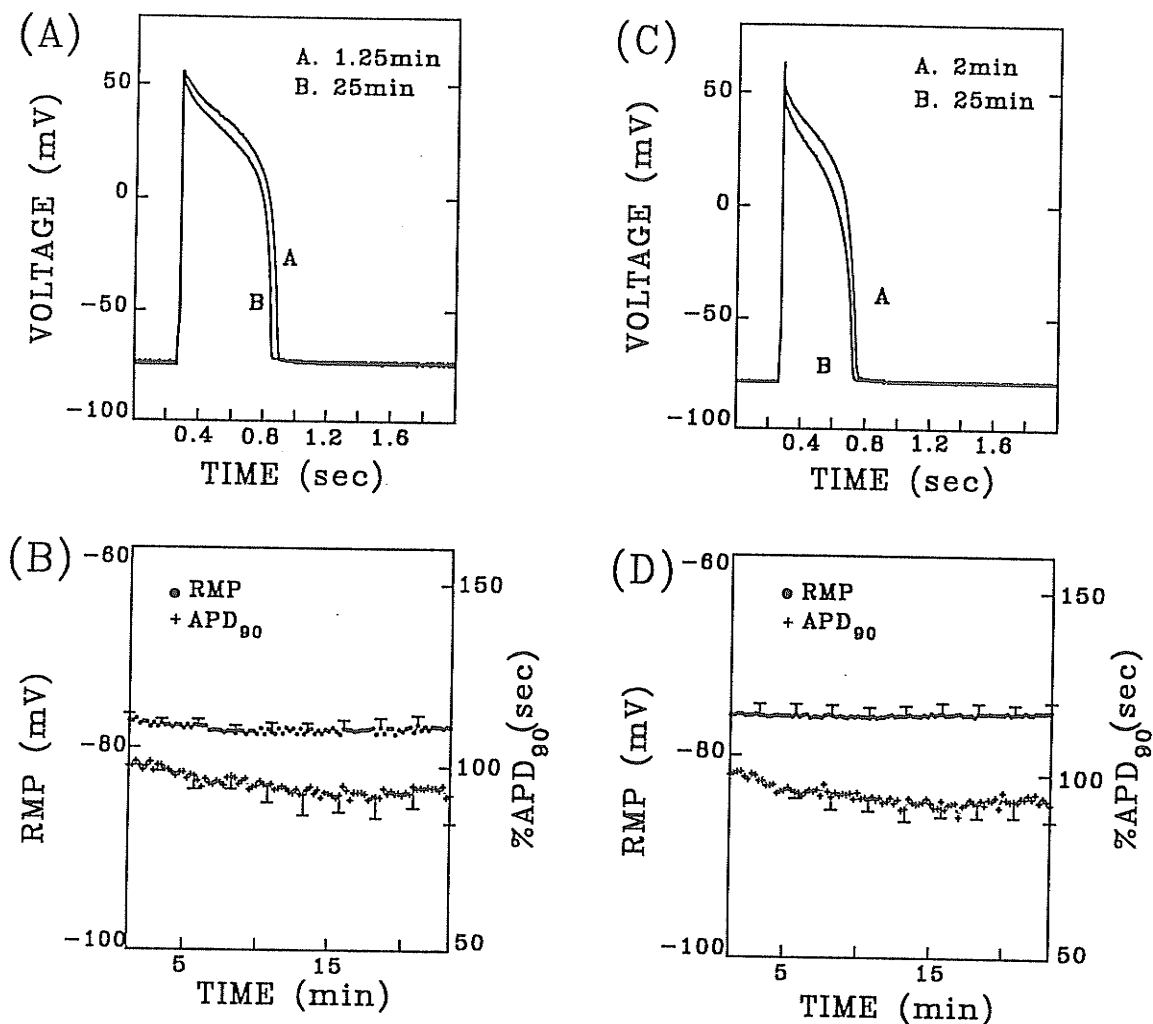 (A)
A. 1.25min
B. 25min
50
0
-50
-100
VOLTAGE (mV)
A
B
0.4 0.8 1.2 1.6
TIME (sec)
(C)
A. 2min
B. 25min
50
0
-50
-100
VOLTAGE (mV)
A
B
0.4 0.8 1.2 1.6
TIME (sec)
(B)
-60
-80
-100
RMP (mV)
RMP
+ APD90
150
100
50
%APD90(sec)
5 15
TIME (min)
(D)
-60
-80
-100
RMP (mV)
RMP
+ APD90
150
100
50
%APD90(sec)
5 15
TIME (min)